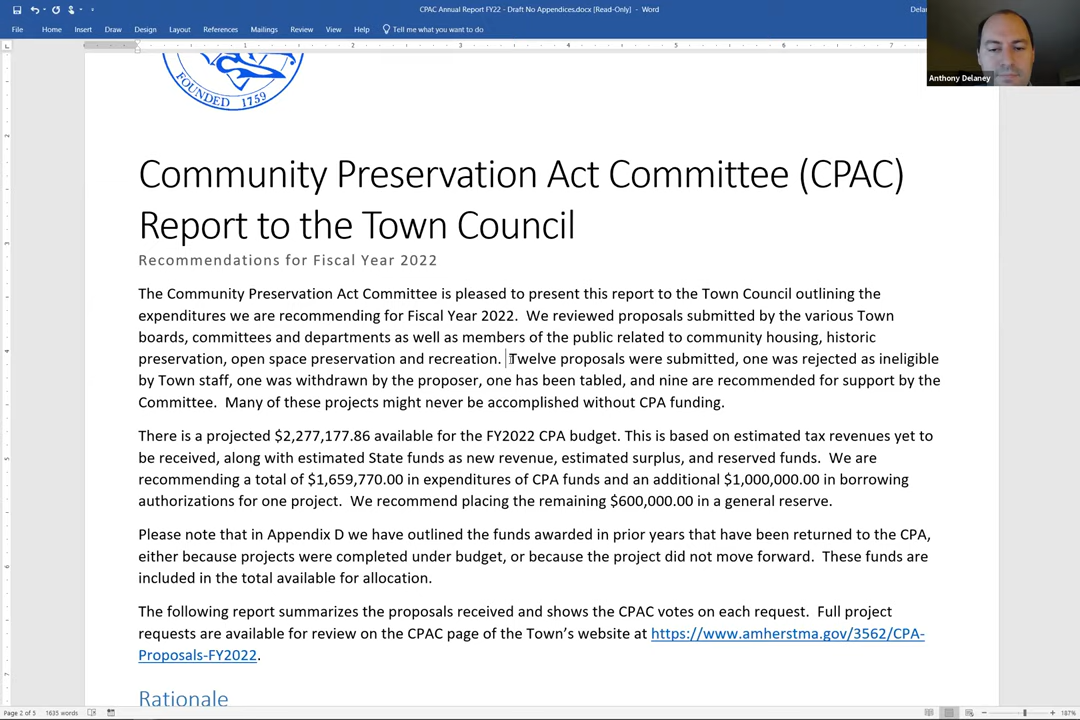 CPAC Annual Report FY22 - Draft No Appendices.docx [Read-Only] - Word
File Home Insert Draw Design Layout References Mailings Review View Help Tell me what you want to do
Anthony Delaney
FOUNDED 1759
Community Preservation Act Committee (CPAC)
Report to the Town Council
Recommendations for Fiscal Year 2022
The Community Preservation Act Committee is pleased to present this report to the Town Council outlining the
expenditures we are recommending for Fiscal Year 2022.  We reviewed proposals submitted by the various Town
boards, committees and departments as well as members of the public related to community housing, historic
preservation, open space preservation and recreation.  Twelve proposals were submitted, one was rejected as ineligible
by Town staff, one was withdrawn by the proposer, one has been tabled, and nine are recommended for support by the
Committee.  Many of these projects might never be accomplished without CPA funding.
There is a projected $2,277,177.86 available for the FY2022 CPA budget. This is based on estimated tax revenues yet to
be received, along with estimated State funds as new revenue, estimated surplus, and reserved funds.  We are
recommending a total of $1,659,770.00 in expenditures of CPA funds and an additional $1,000,000.00 in borrowing
authorizations for one project.  We recommend placing the remaining $600,000.00 in a general reserve.
Please note that in Appendix D we have outlined the funds awarded in prior years that have been returned to the CPA,
either because projects were completed under budget, or because the project did not move forward.  These funds are
included in the total available for allocation.
The following report summarizes the proposals received and shows the CPAC votes on each request.  Full project
requests are available for review on the CPAC page of the Town's website at https://www.amherstma.gov/3562/CPA-
Proposals-FY2022.
Rationale
Page 2 of 5 1635 words 187%